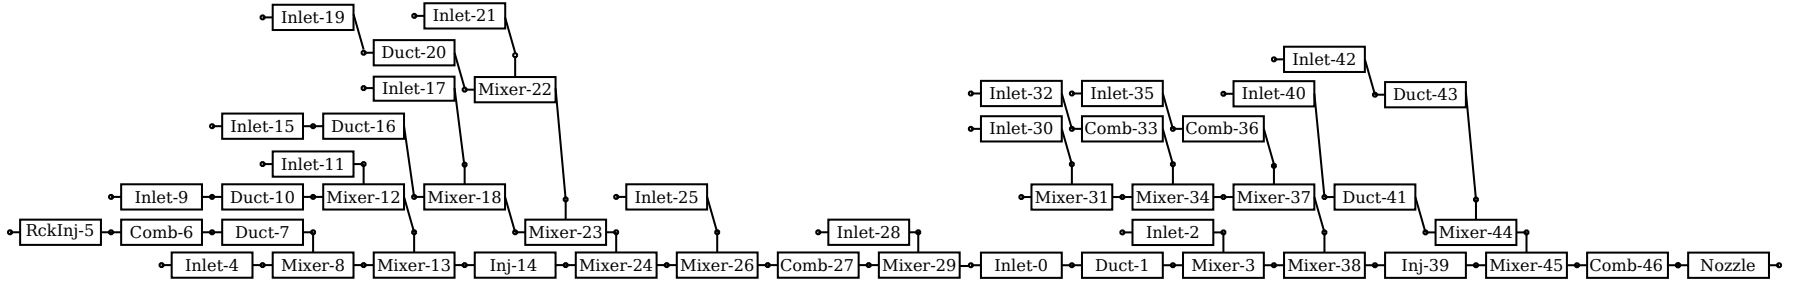 Inlet-19 Inlet-21
Duct-20 Inlet-42
Inlet-17 Mixer-22 Inlet-32 Inlet-35 Inlet-40 Duct-43
Inlet-15 Duct-16 Inlet-30 Comb-33 Comb-36
Inlet-11
Inlet-9 Duct-10 Mixer-12 Mixer-18 Inlet-25 Mixer-31 Mixer-34 Mixer-37 Duct-41
RckInj-5 Comb-6 Duct-7 Mixer-23 Inlet-28 Inlet-2 Mixer-44
Inlet-4 Mixer-8 Mixer-13 Inj-14 Mixer-24 Mixer-26 Comb-27 Mixer-29 Inlet-0 Duct-1 Mixer-3 Mixer-38 Inj-39 Mixer-45 Comb-46 Nozzle